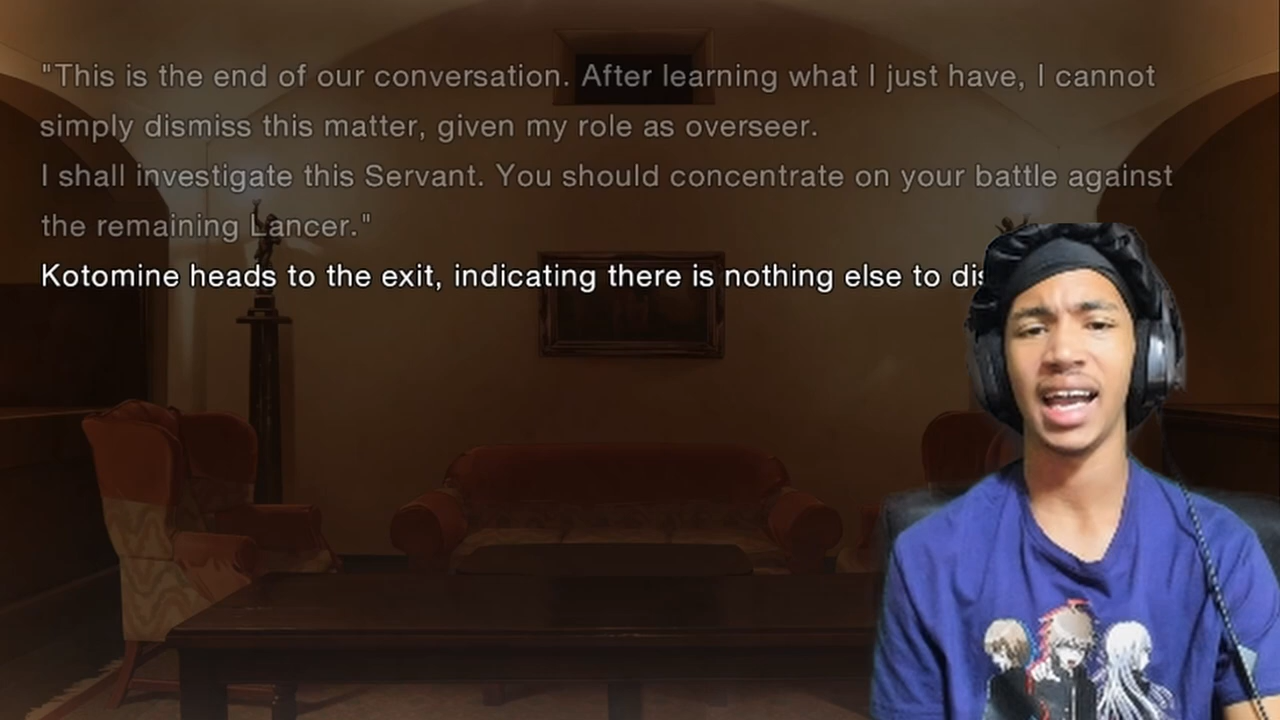 "This is the end of our conversation. After learning what I just have, I cannot
simply dismiss this matter, given my role as overseer.
I shall investigate this Servant. You should concentrate on your battle against
the remaining Lancer."
Kotomine heads to the exit, indicating there is nothing else to